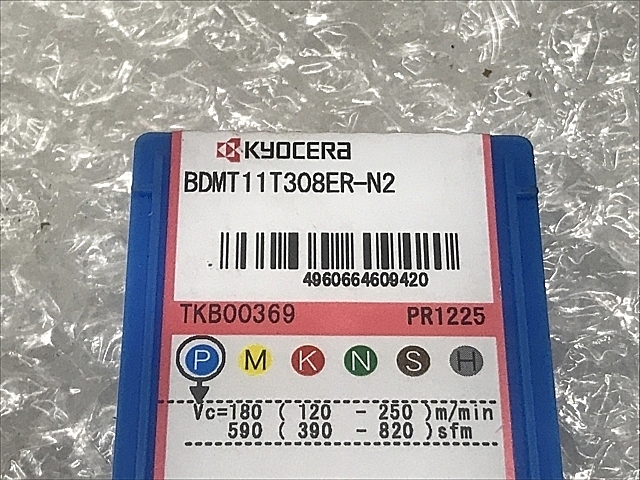 KYOCERA
BDMT11T308ER-N2
4960664609420
TKB00369 PR1225
P M K N S H
Vc=180 ( 120 - 250 )m/min
590 ( 390 - 820 )sfm